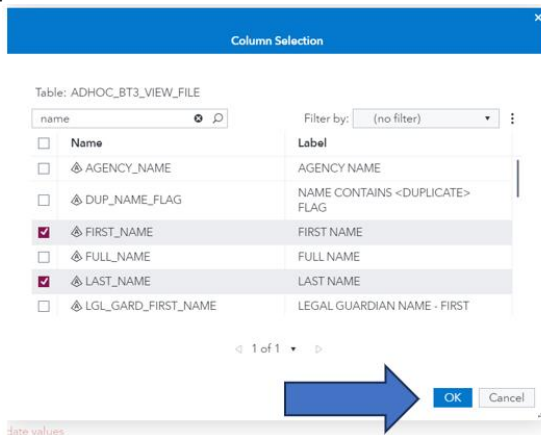 Column Selection
Table: ADHOC_BT3_VIEW_FILE
name
Filter by: (no filter)
Name Label
AGENCY_NAME AGENCY NAME
DUP_NAME_FLAG NAME CONTAINS <DUPLICATE> FLAG
FIRST_NAME FIRST NAME
FULL_NAME FULL NAME
LAST_NAME LAST NAME
LGL_GARD_FIRST_NAME LEGAL GUARDIAN NAME - FIRST
1 of 1
OK Cancel
date values